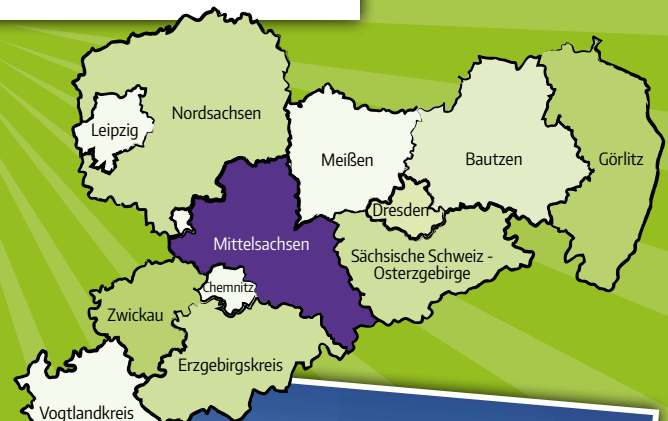 Nordsachsen
Leipzig
Meißen
Bautzen
Görlitz
Dresden
Mittelsachsen
Sächsische Schweiz -
Osterzgebirge
Chemnitz
Zwickau
Erzgebirgskreis
Vogtlandkreis